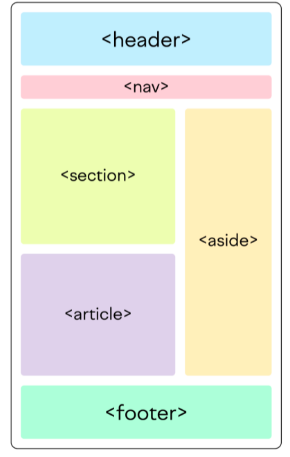 <header>
<nav>
<section>
<aside>
<article>
<footer>